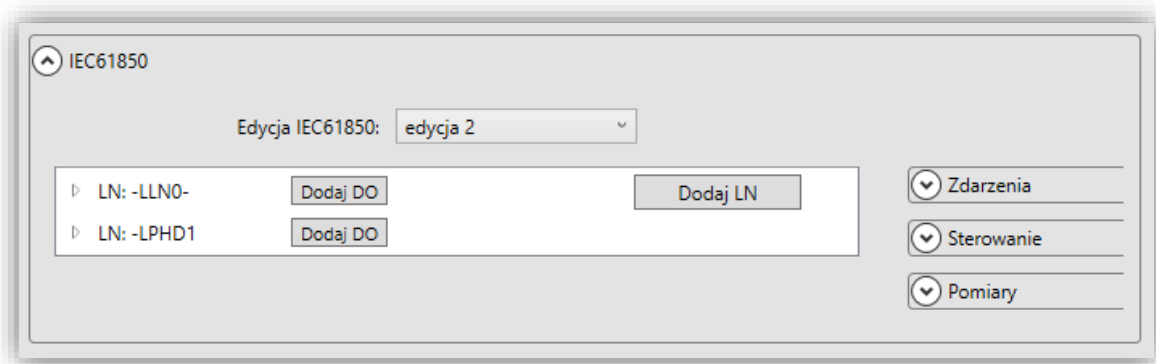 IEC61850
Edycja IEC61850: edycja 2
LN: -LLN0- Dodaj DO Dodaj LN
LN: -LPHD1 Dodaj DO
Zdarzenia
Sterowanie
Pomiary